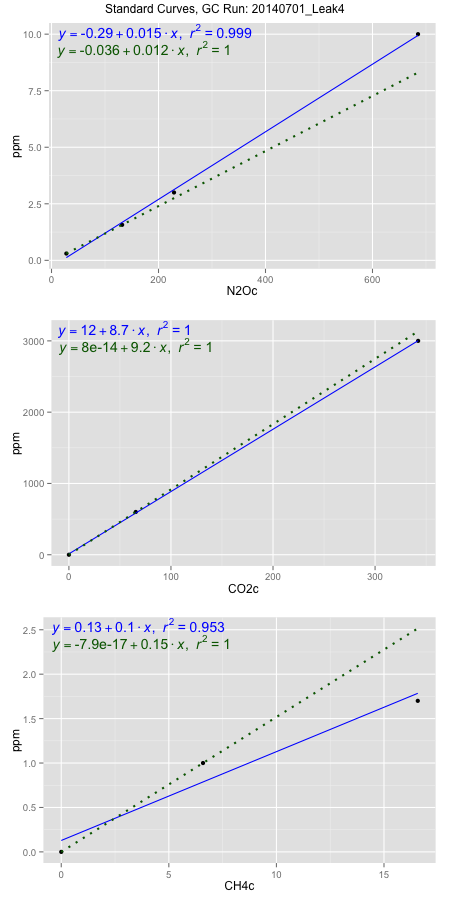 Standard Curves, GC Run: 20140701_Leak4
y = -0.29 + 0.015 · x, r² = 0.999
y = -0.036 + 0.012 · x, r² = 1
10.0
7.5
5.0
2.5
0.0
ppm
0 200 400 600
N2Oc
y = 12 + 8.7 · x, r² = 1
y = 8e-14 + 9.2 · x, r² = 1
3000
2000
1000
0
ppm
0 100 200 300
CO2c
y = 0.13 + 0.1 · x, r² = 0.953
y = -7.9e-17 + 0.15 · x, r² = 1
2.5
2.0
1.5
1.0
0.5
0.0
ppm
0 5 10 15
CH4c